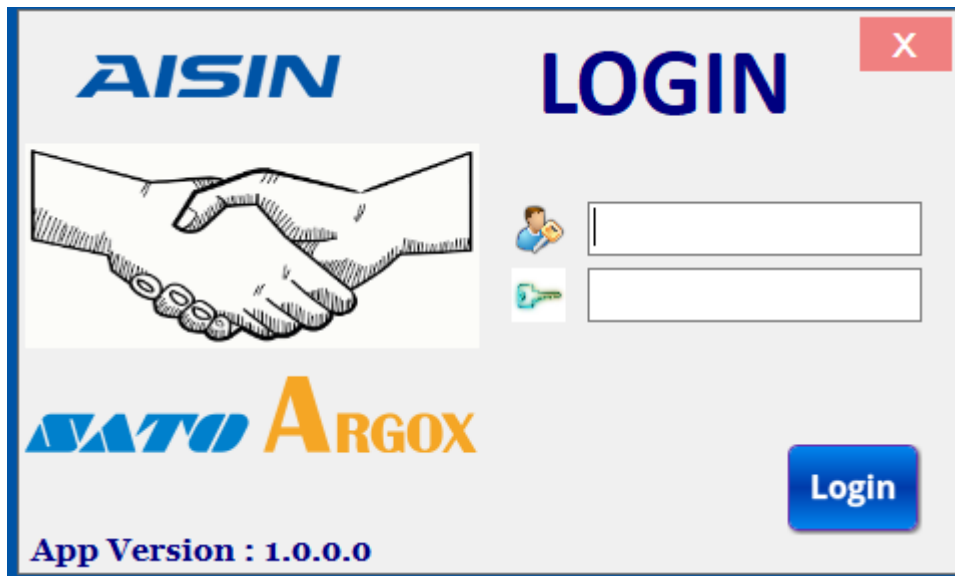 AISIN
LOGIN
X
SATO ARGOX
Login
App Version : 1.0.0.0